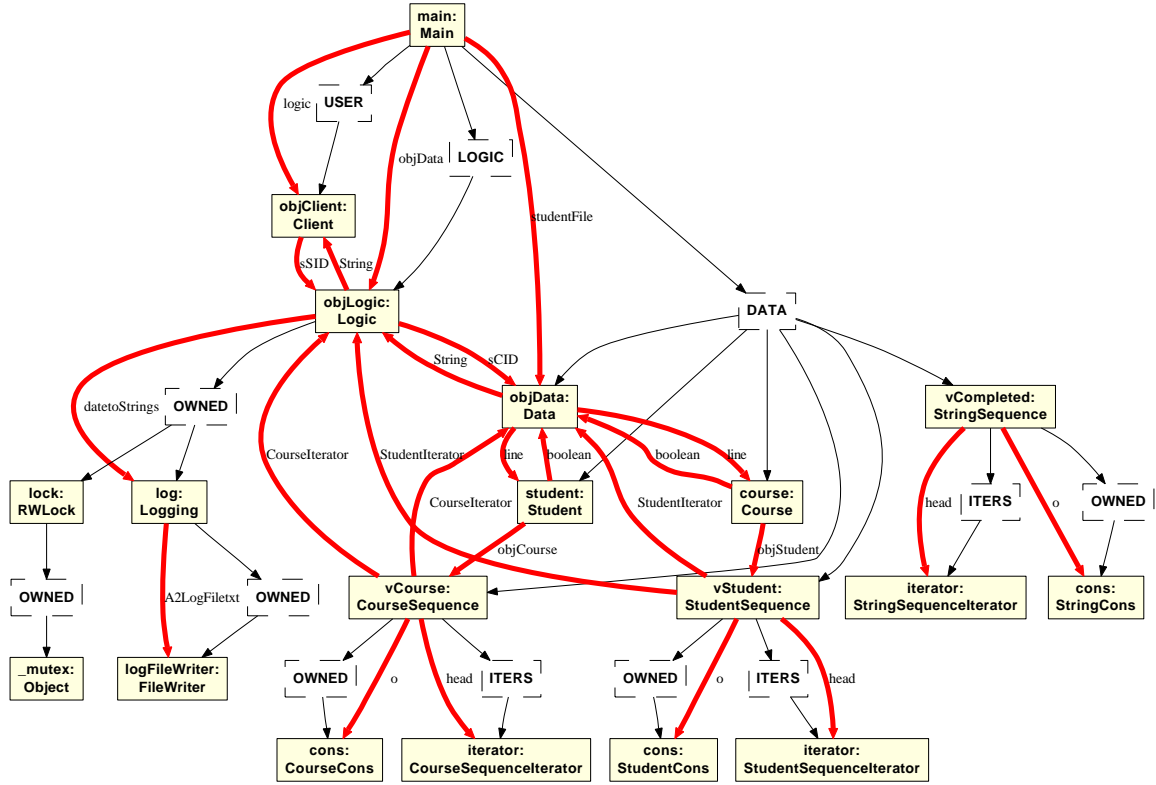 main:
Main
USER
logic
LOGIC
objData
objClient:
Client
studentFile
sSID
String
objLogic:
Logic
DATA
String
sCID
OWNED
datetoStrings
objData:
Data
vCompleted:
StringSequence
CourseIterator
StudentIterator
line
boolean
boolean
line
lock:
RWLock
log:
Logging
CourseIterator
student:
Student
StudentIterator
course:
Course
head
ITERS
o
OWNED
objCourse
objStudent
OWNED
A2LogFiletxt
OWNED
vCourse:
CourseSequence
vStudent:
StudentSequence
iterator:
StringSequenceIterator
cons:
StringCons
_mutex:
Object
logFileWriter:
FileWriter
OWNED
o
head
ITERS
OWNED
o
ITERS
head
cons:
CourseCons
iterator:
CourseSequenceIterator
cons:
StudentCons
iterator:
StudentSequenceIterator